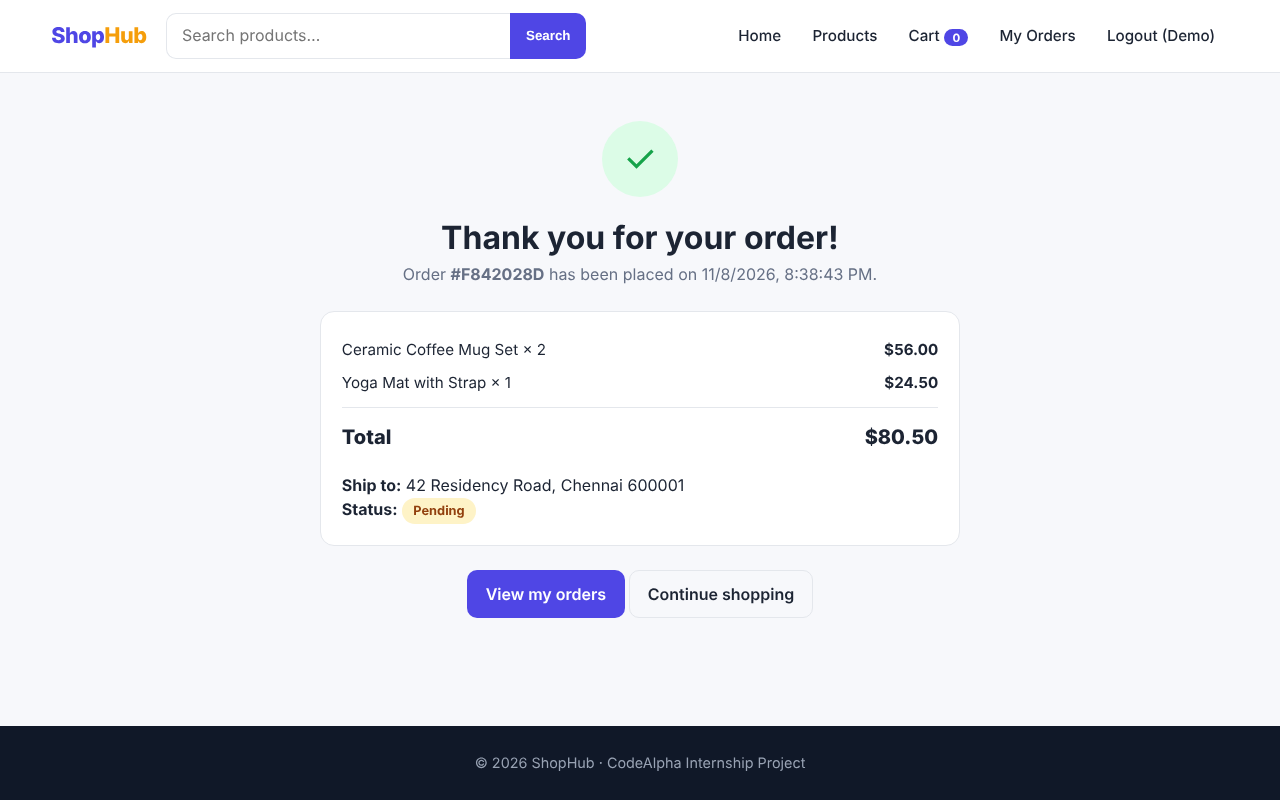 ShopHub Search products... Search Home Products Cart 0 My Orders Logout (Demo)
Thank you for your order!
Order #F842028D has been placed on 11/8/2026, 8:38:43 PM.
Ceramic Coffee Mug Set × 2 $56.00
Yoga Mat with Strap × 1 $24.50
Total $80.50
Ship to: 42 Residency Road, Chennai 600001
Status: Pending
View my orders Continue shopping
© 2026 ShopHub · CodeAlpha Internship Project